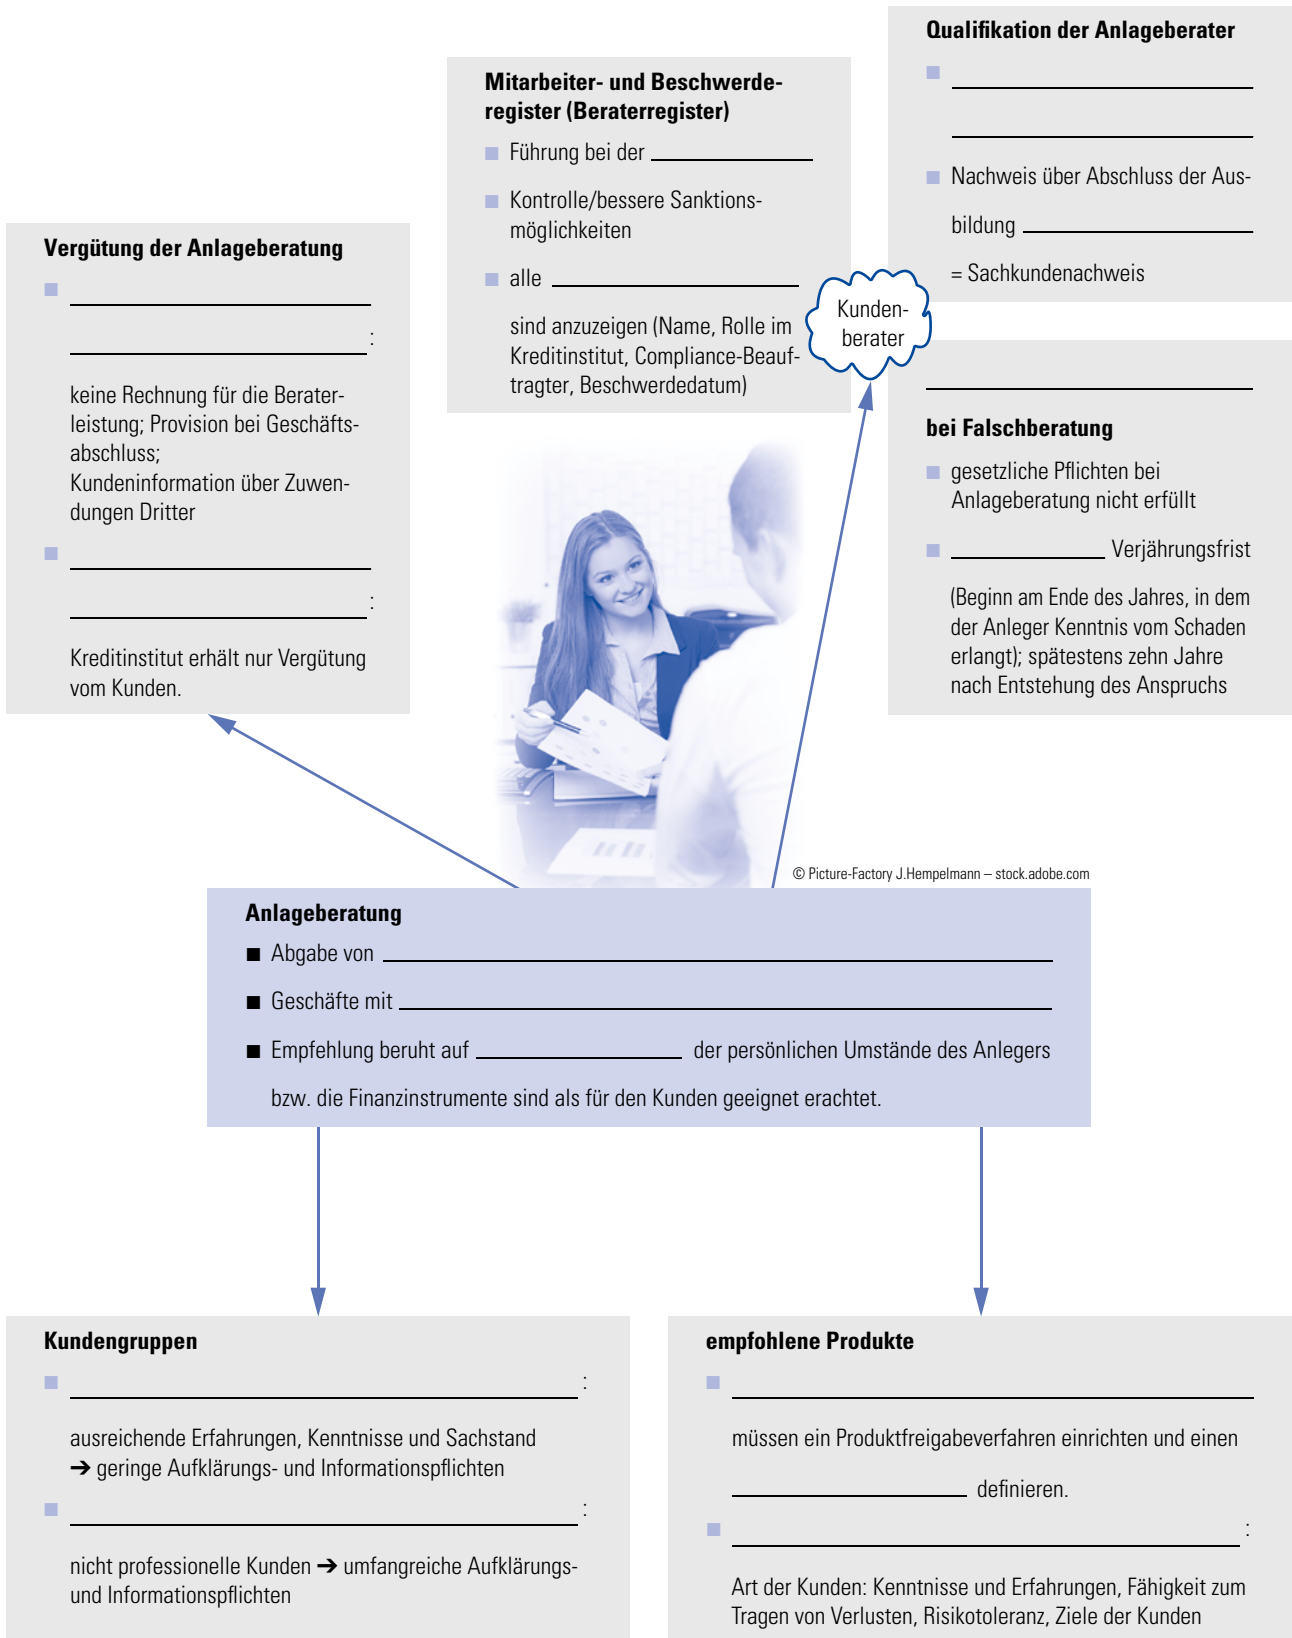 Qualifikation der Anlageberater
Nachweis über Abschluss der Aus-
bildung
= Sachkundenachweis
Mitarbeiter- und Beschwerde-
register (Beraterregister)
Führung bei der
Kontrolle/bessere Sanktions-
möglichkeiten
alle
sind anzuzeigen (Name, Rolle im
Kreditinstitut, Compliance-Beauf-
tragter, Beschwerdedatum)
Kunden-
berater
Vergütung der Anlageberatung
:
keine Rechnung für die Berater-
leistung; Provision bei Geschäfts-
abschluss;
Kundeninformation über Zuwen-
dungen Dritter
:
Kreditinstitut erhält nur Vergütung
vom Kunden.
bei Falschberatung
gesetzliche Pflichten bei
Anlageberatung nicht erfüllt
Verjährungsfrist
(Beginn am Ende des Jahres, in dem
der Anleger Kenntnis vom Schaden
erlangt); spätestens zehn Jahre
nach Entstehung des Anspruchs
© Picture-Factory J.Hempelmann – stock.adobe.com
Anlageberatung
Abgabe von
Geschäfte mit
Empfehlung beruht auf der persönlichen Umstände des Anlegers
bzw. die Finanzinstrumente sind als für den Kunden geeignet erachtet.
Kundengruppen
:
ausreichende Erfahrungen, Kenntnisse und Sachstand
➔ geringe Aufklärungs- und Informationspflichten
:
nicht professionelle Kunden ➔ umfangreiche Aufklärungs-
und Informationspflichten
empfohlene Produkte
müssen ein Produktfreigabeverfahren einrichten und einen
definieren.
:
Art der Kunden: Kenntnisse und Erfahrungen, Fähigkeit zum
Tragen von Verlusten, Risikotoleranz, Ziele der Kunden